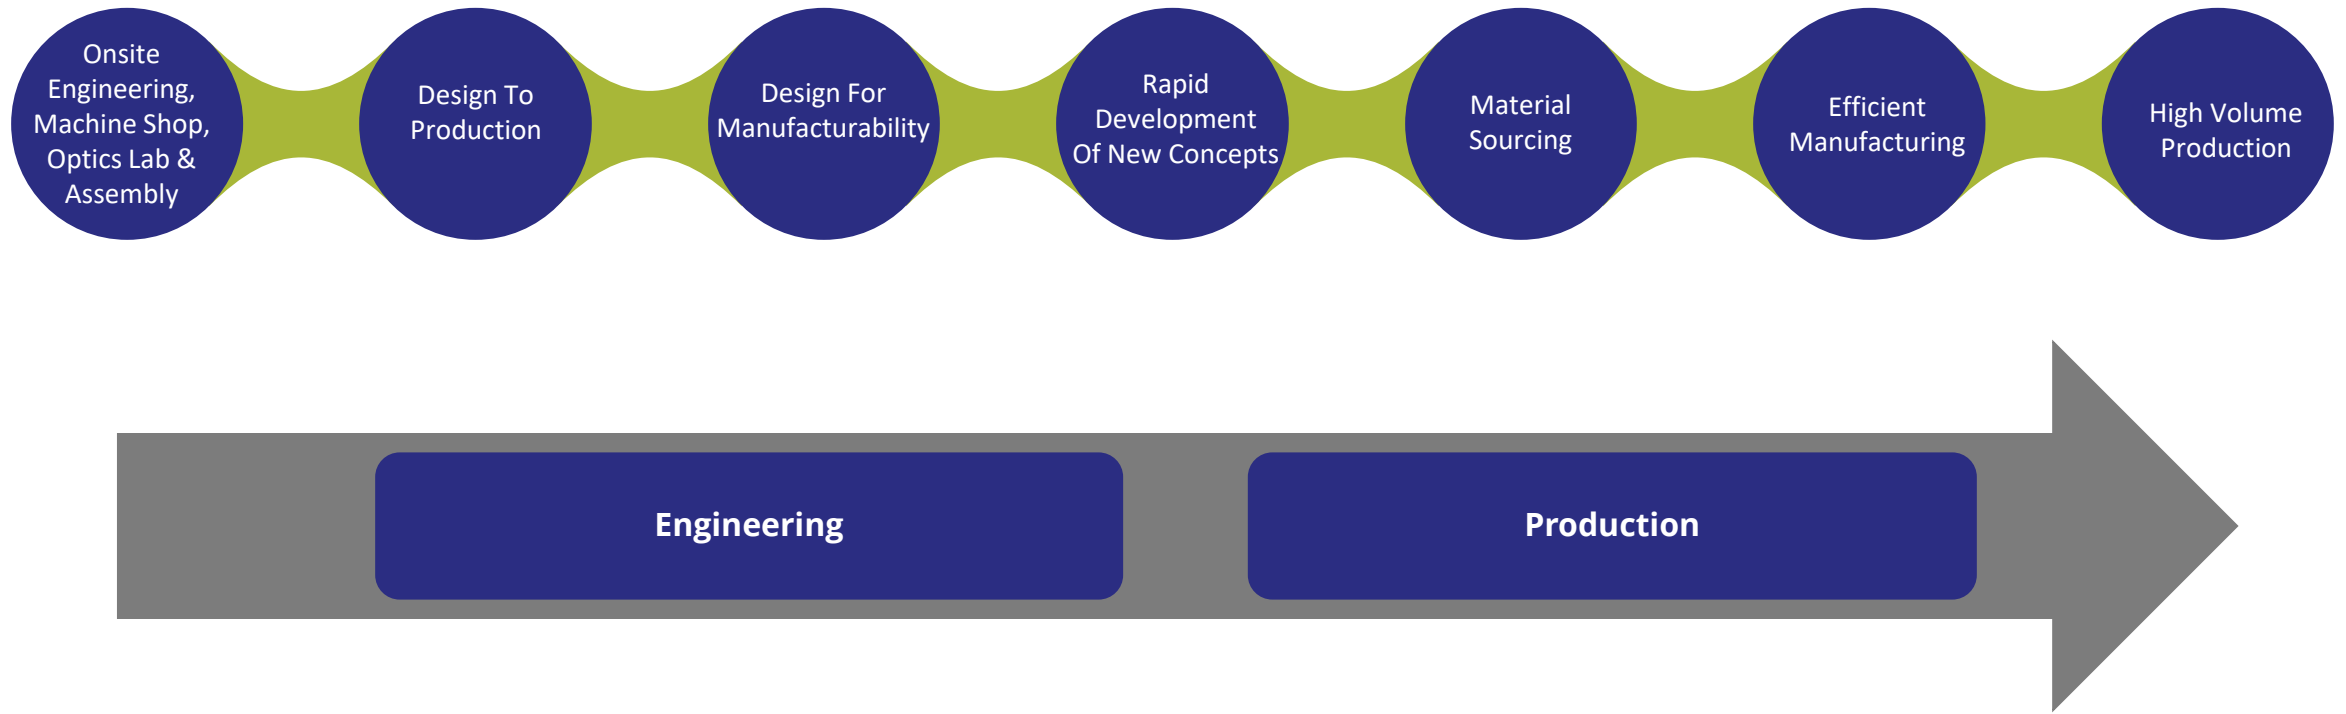 Onsite
Engineering,
Machine Shop,
Optics Lab &
Assembly
Design To
Production
Design For
Manufacturability
Rapid
Development
Of New Concepts
Material
Sourcing
Efficient
Manufacturing
High Volume
Production
Engineering
Production